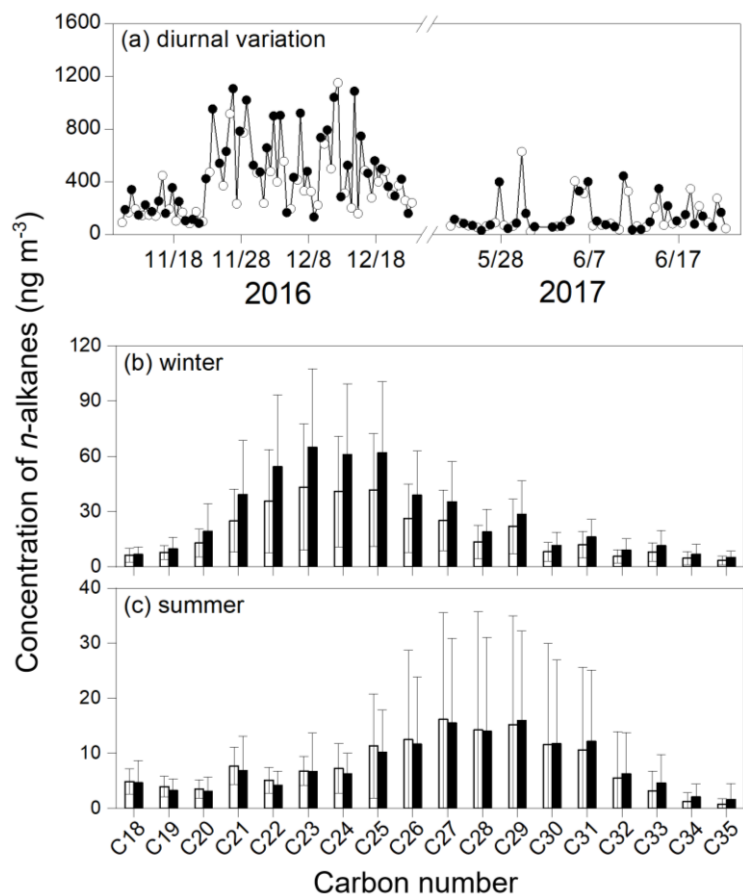 Concentration of n-alkanes (ng m-3)
(a) diurnal variation
1600
1200
800
400
0
11/18 11/28 12/8 12/18 5/28 6/7 6/17
2016 2017
(b) winter
120
90
60
30
0
(c) summer
40
30
20
10
0
C18 C19 C20 C21 C22 C23 C24 C25 C26 C27 C28 C29 C30 C31 C32 C33 C34 C35
Carbon number